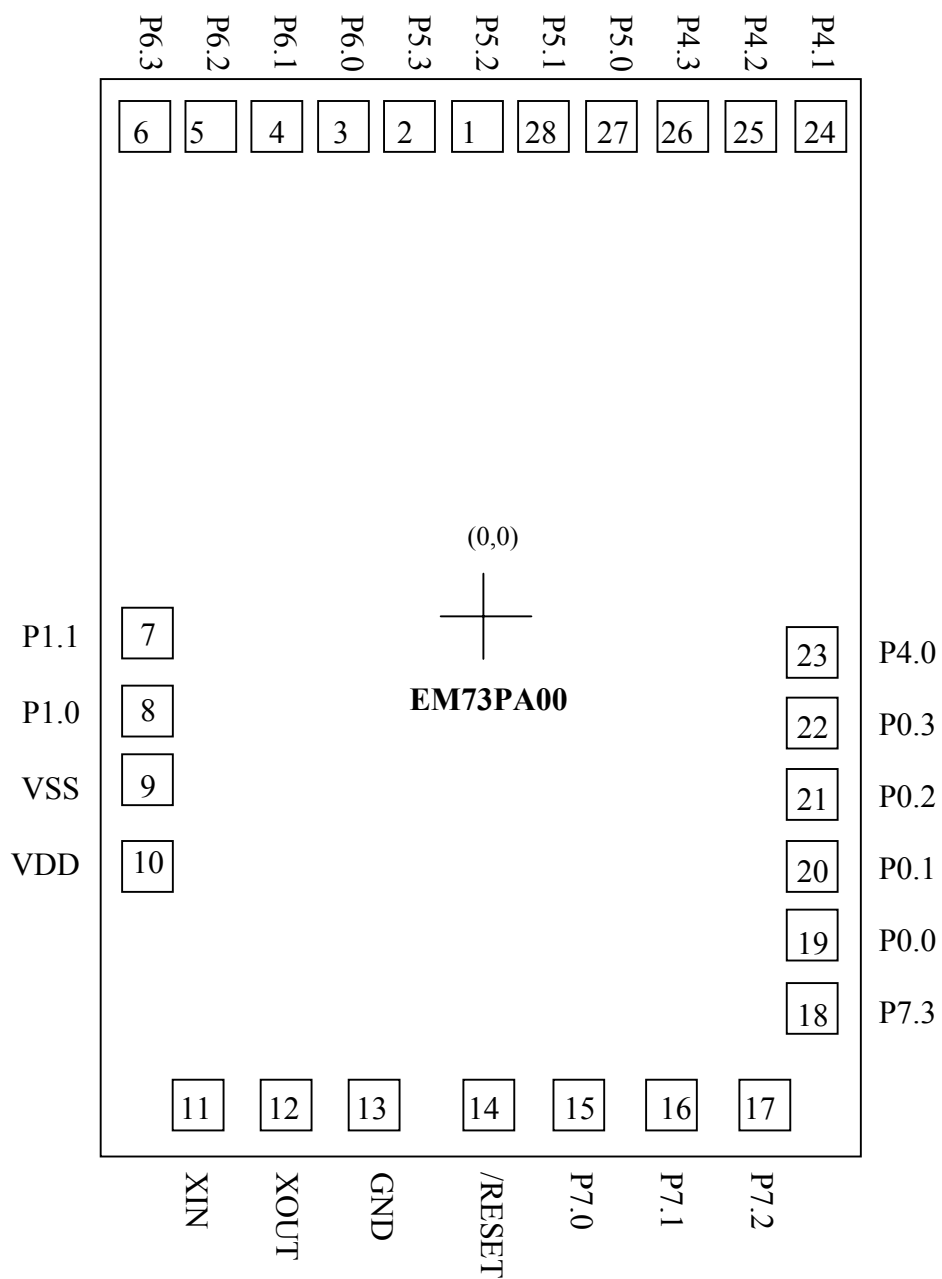 P6.3 P6.2 P6.1 P6.0 P5.3 P5.2 P5.1 P5.0 P4.3 P4.2 P4.1
6 5 4 3 2 1 28 27 26 25 24
(0,0)
P1.1 7
23 P4.0
EM73PA00
P1.0 8
22 P0.3
VSS 9
21 P0.2
VDD 10
20 P0.1
19 P0.0
18 P7.3
11 12 13 14 15 16 17
XIN XOUT GND /RESET P7.0 P7.1 P7.2